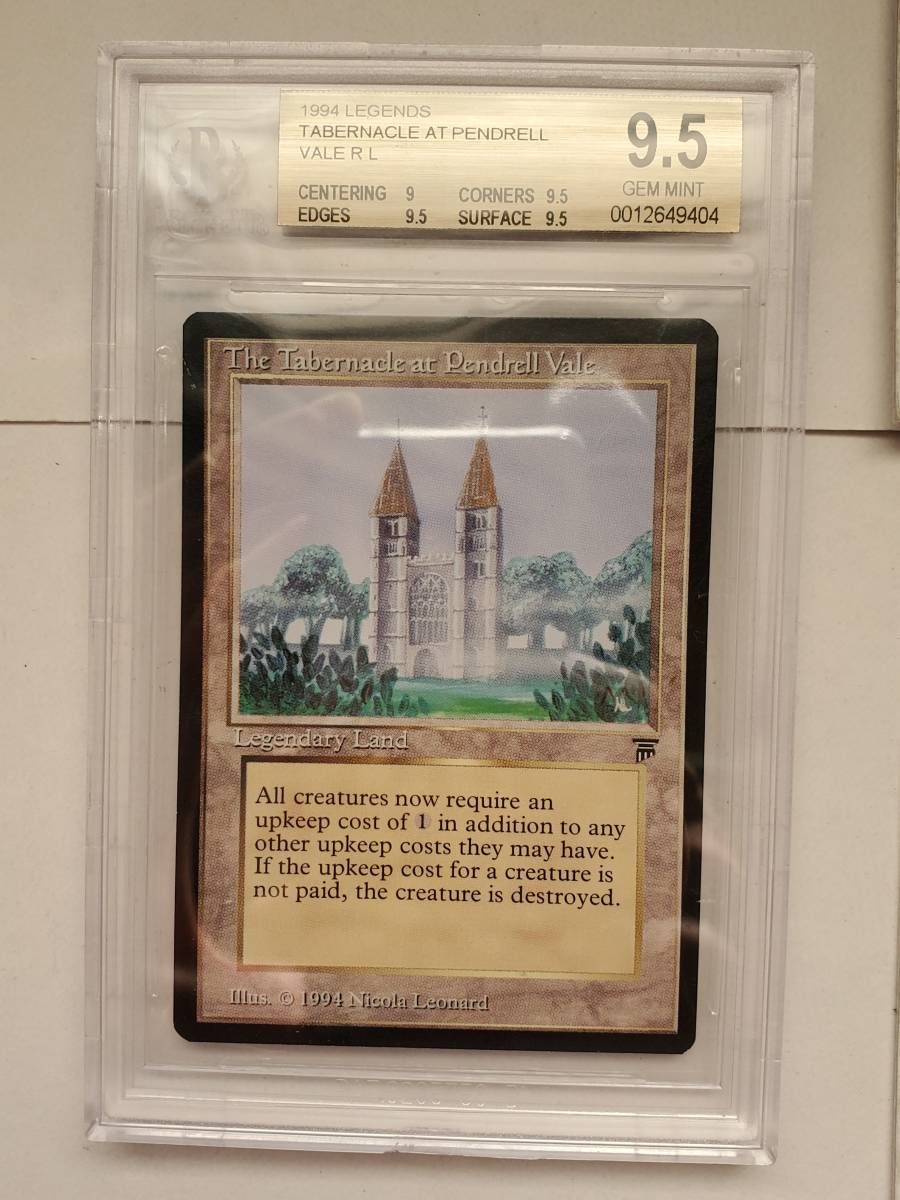 1994 LEGENDS
TABERNACLE AT PENDRELL
VALE R L
CENTERING 9 CORNERS 9.5
EDGES 9.5 SURFACE 9.5
9.5
GEM MINT
0012649404
The Tabernacle at Pendrell Vale
Legendary Land
All creatures now require an
upkeep cost of 1 in addition to any
other upkeep costs they may have.
If the upkeep cost for a creature is
not paid, the creature is destroyed.
Illus. © 1994 Nicola Leonard